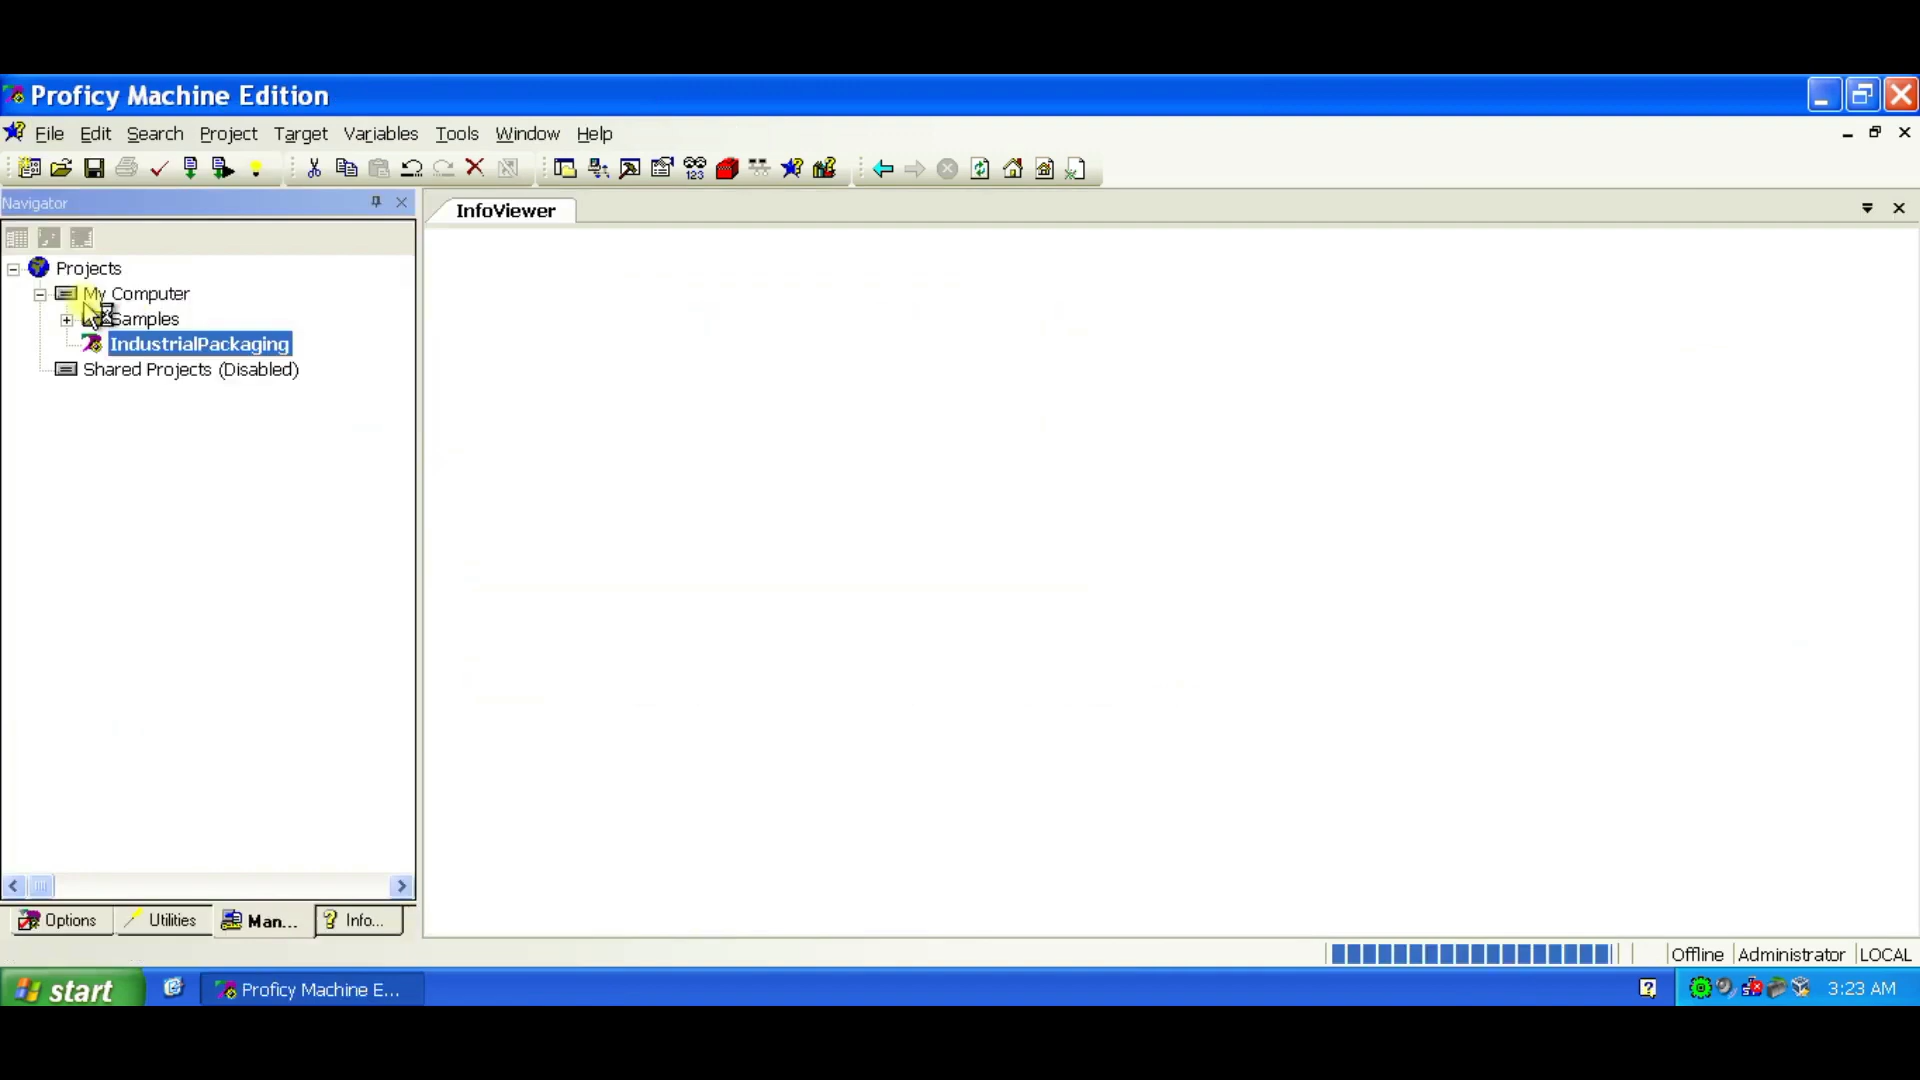 Proficy Machine Edition
File Edit Search Project Target Variables Tools Window Help
123
Navigator
InfoViewer
Projects
My Computer
Samples
IndustrialPackaging
Shared Projects (Disabled)
Options Utilities Man... Info...
Offline Administrator LOCAL
start Proficy Machine E... 3:23 AM